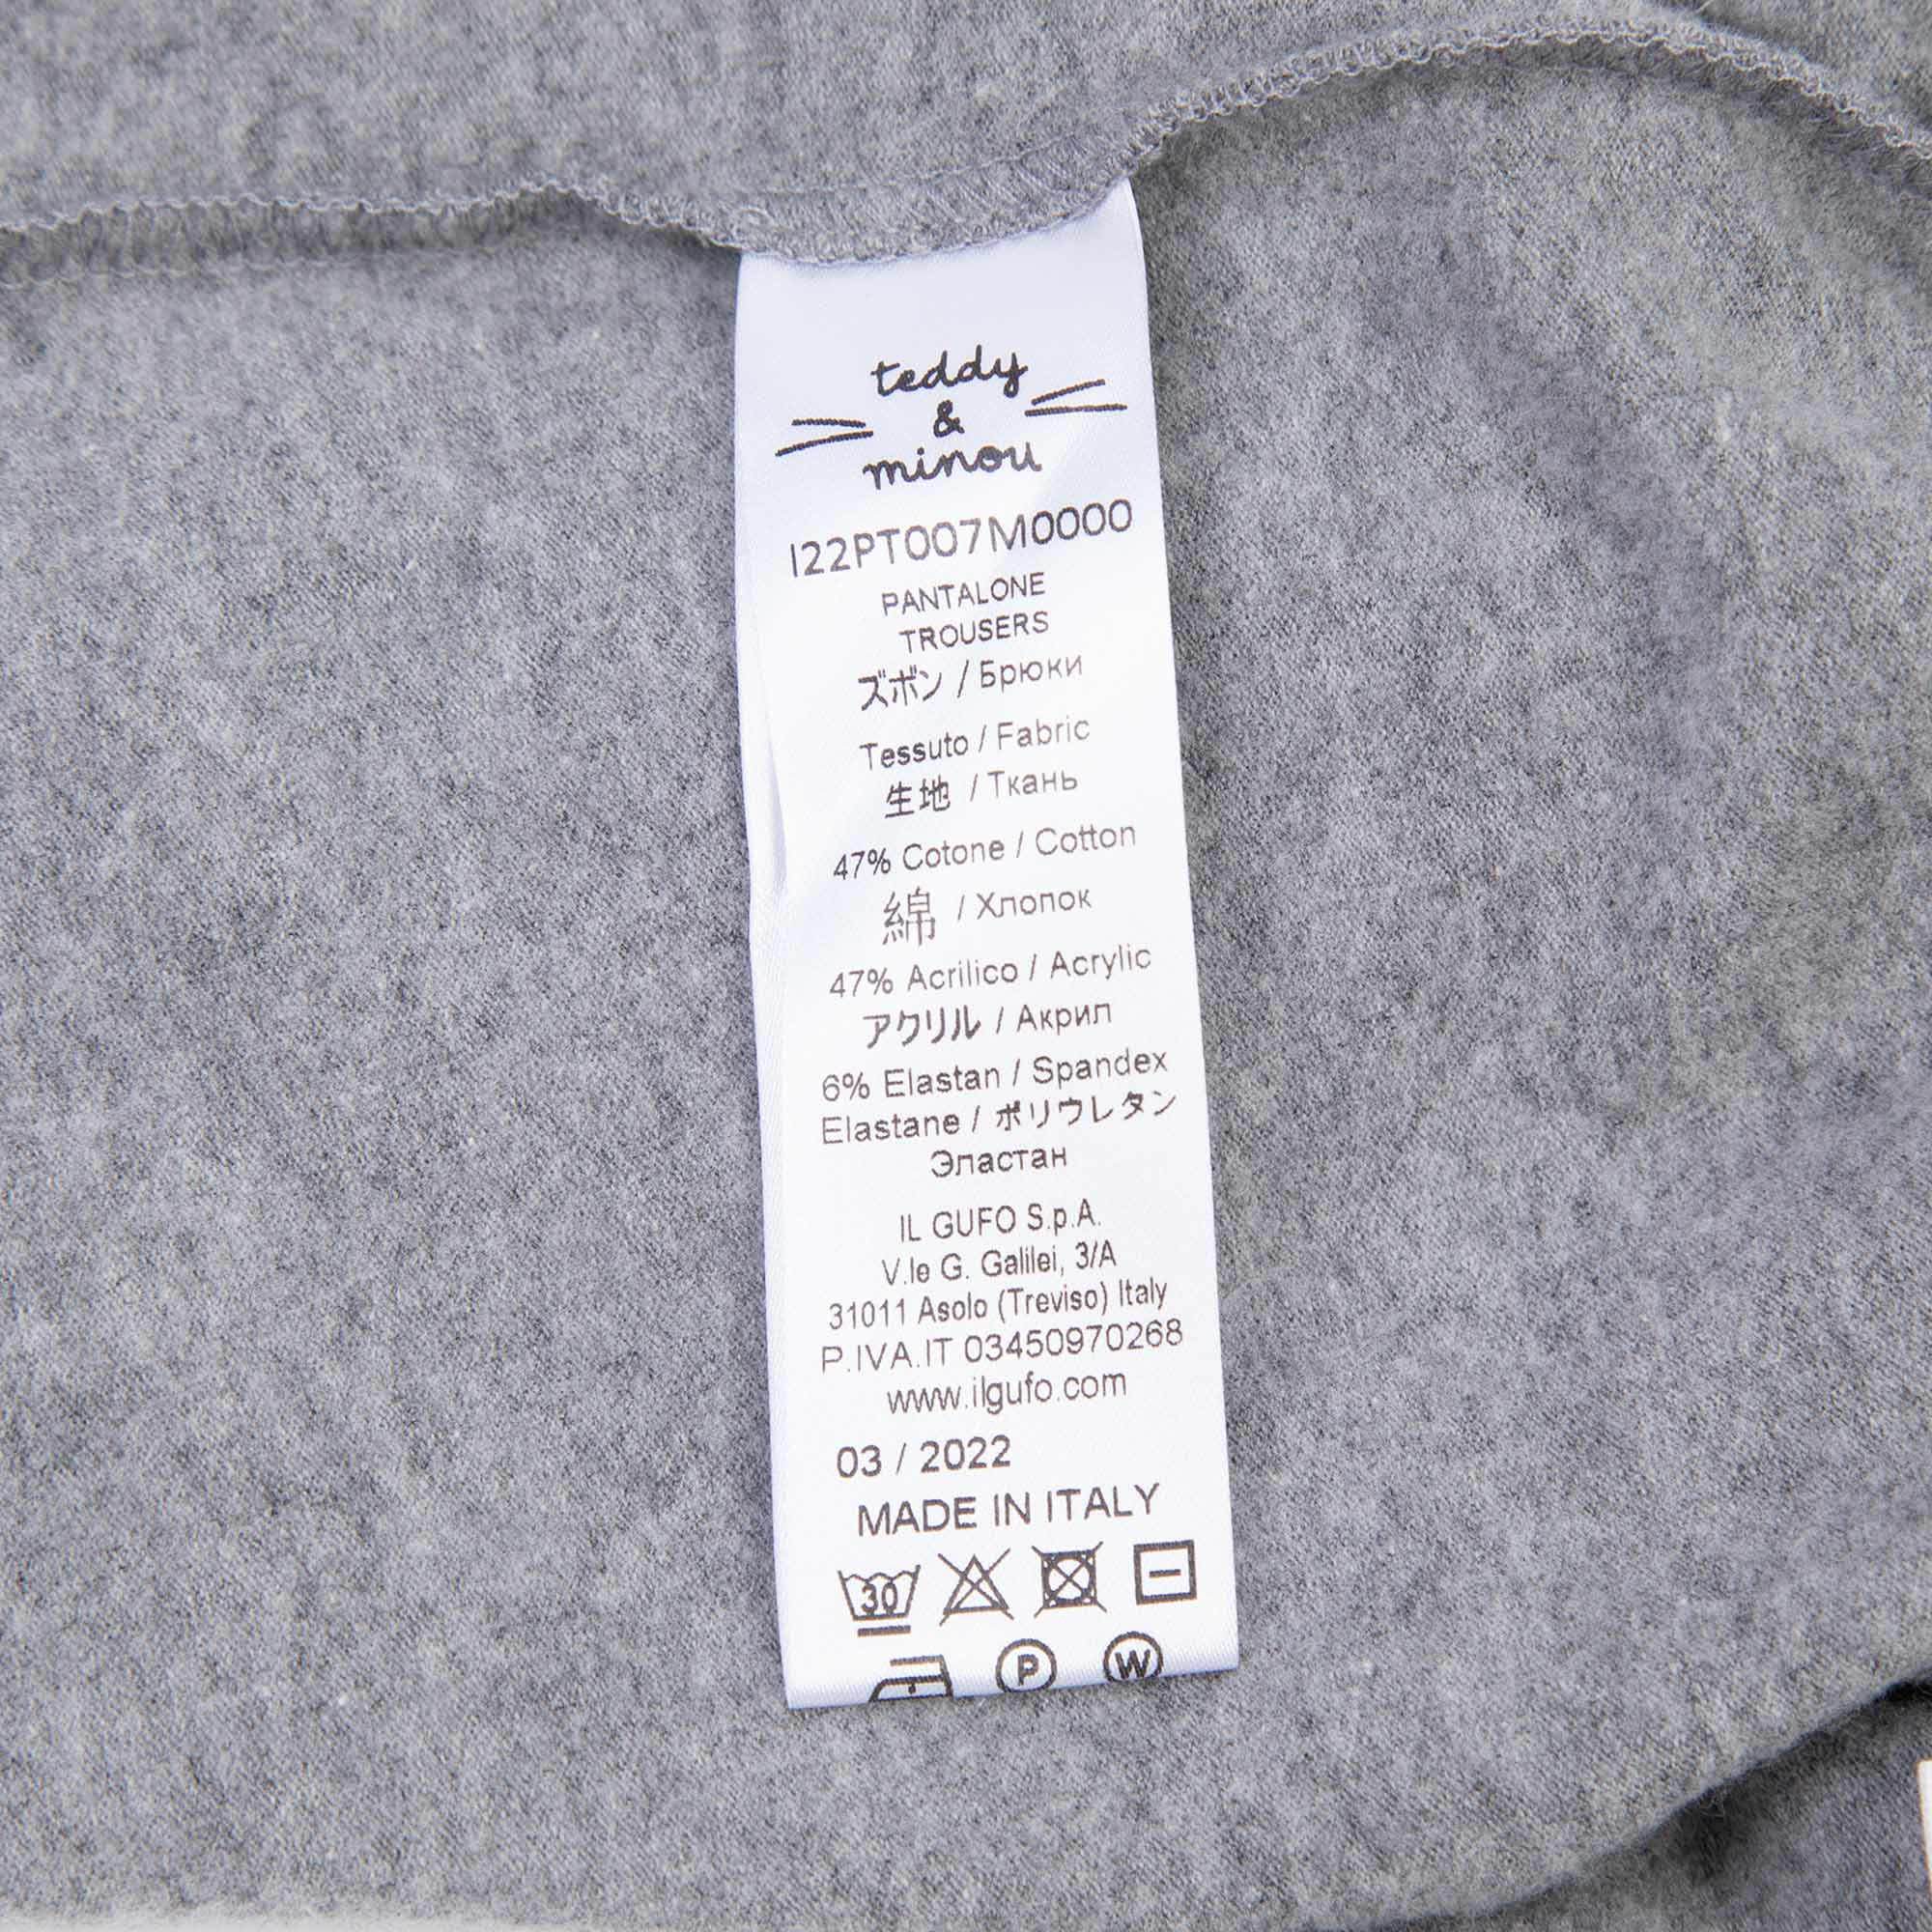 teddy
&
minou
I22PT007M0000
PANTALONE
TROUSERS
ズボン / Брюки
Tessuto / Fabric
生地 / Ткань
47% Cotone / Cotton
綿 / Хлопок
47% Acrilico / Acrylic
アクリル / Акрил
6% Elastan / Spandex
Elastane / ポリウレタン
Эластан
IL GUFO S.p.A.
V.le G. Galilei, 3/A
31011 Asolo (Treviso) Italy
P.IVA.IT 03450970268
www.ilgufo.com
03 / 2022
MADE IN ITALY
30
P W